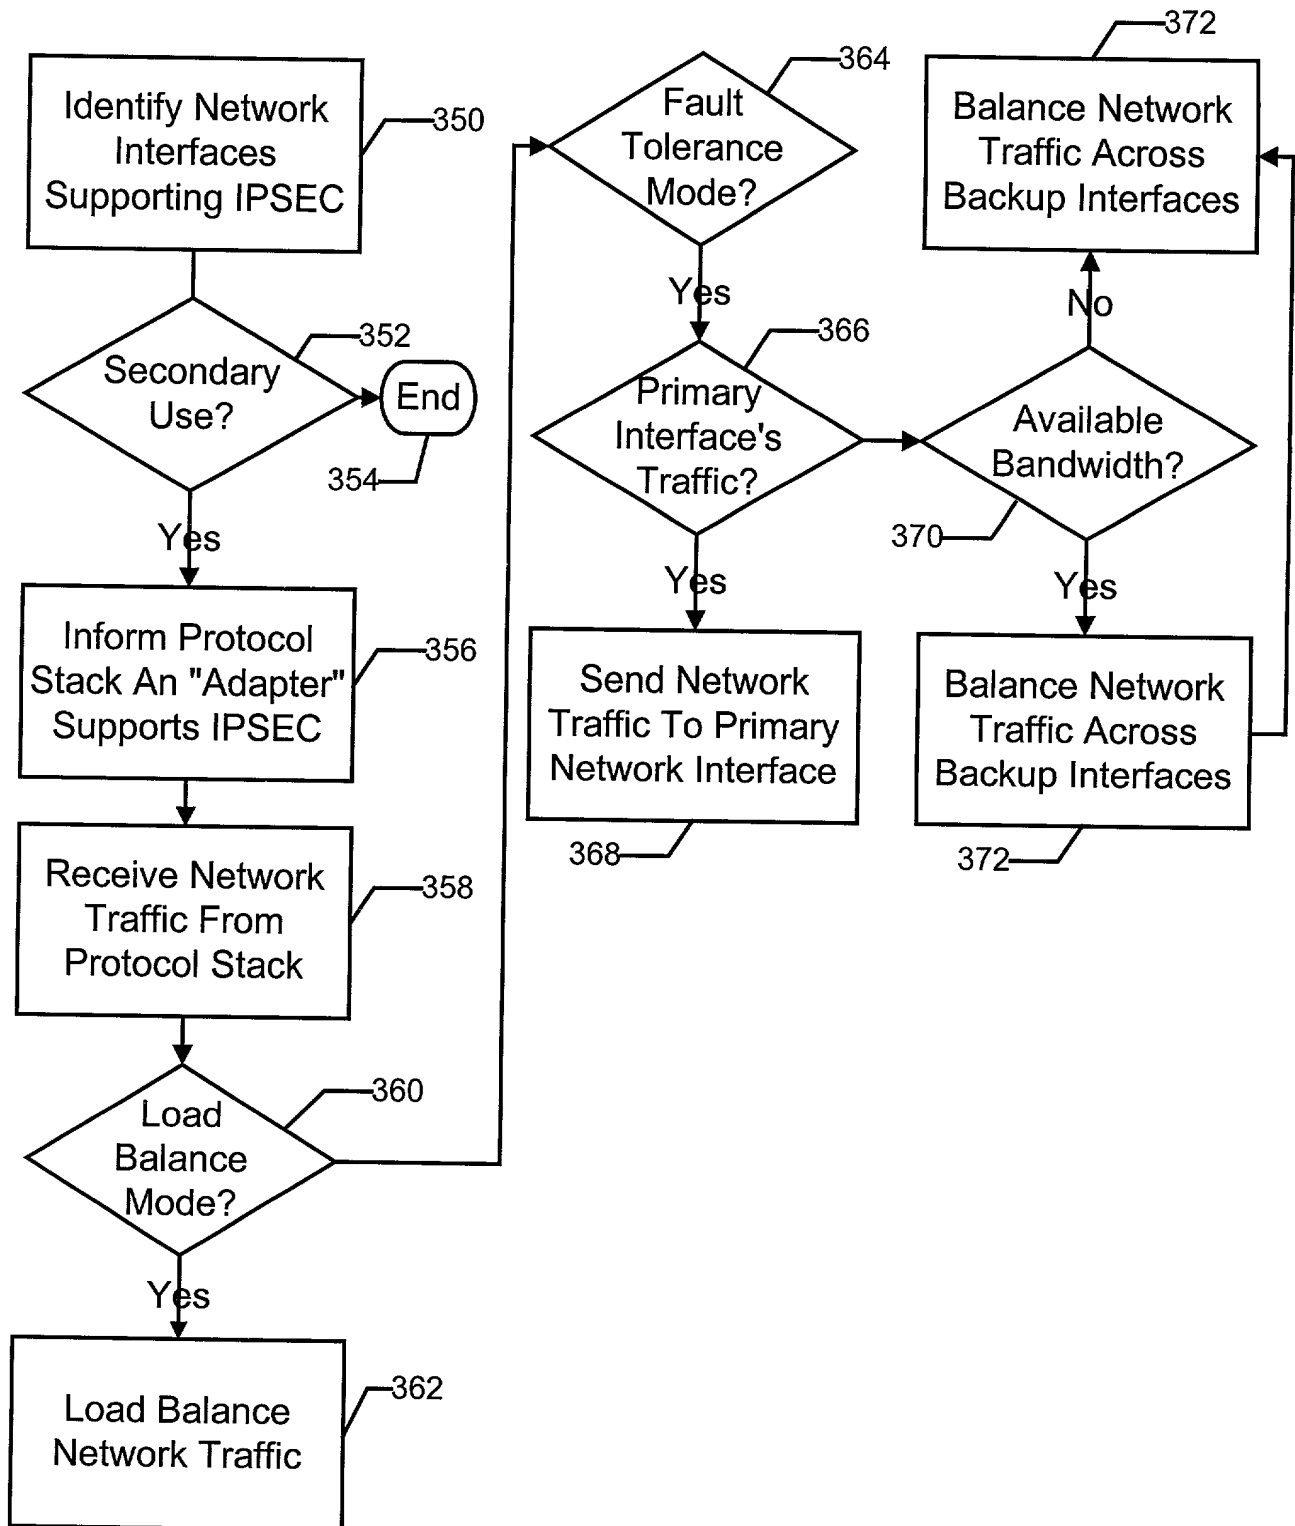 Identify Network
Interfaces
Supporting IPSEC
350
Secondary
Use?
352
End
354
Yes
Inform Protocol
Stack An "Adapter"
Supports IPSEC
356
Receive Network
Traffic From
Protocol Stack
358
Load
Balance
Mode?
360
Yes
Load Balance
Network Traffic
362
Fault
Tolerance
Mode?
364
Yes
Primary
Interface's
Traffic?
366
Yes
Send Network
Traffic To Primary
Network Interface
368
372
Balance Network
Traffic Across
Backup Interfaces
No
Available
Bandwidth?
370
Yes
Balance Network
Traffic Across
Backup Interfaces
372